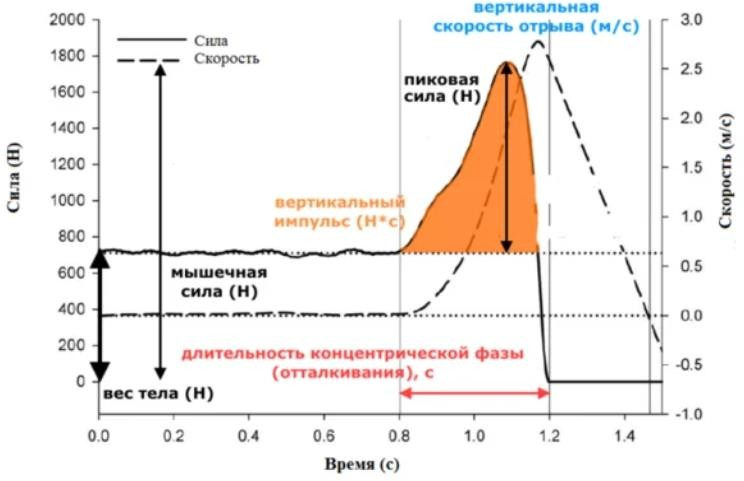 вертикальная
скорость отрыва (м/с)
2000
1800
1600
1400
1200
1000
800
600
400
200
0
Сила (Н)
Сила
Скорость
пиковая
сила (Н)
вертикальный
импульс (Н*с)
мышечная
сила (Н)
длительность концентрической фазы
(отталкивания), с
вес тела (Н)
3.0
2.5
2.0
1.5
1.0
0.5
0.0
-0.5
-1.0
Скорость (м/с)
0.0 0.2 0.4 0.6 0.8 1.0 1.2 1.4
Время (с)